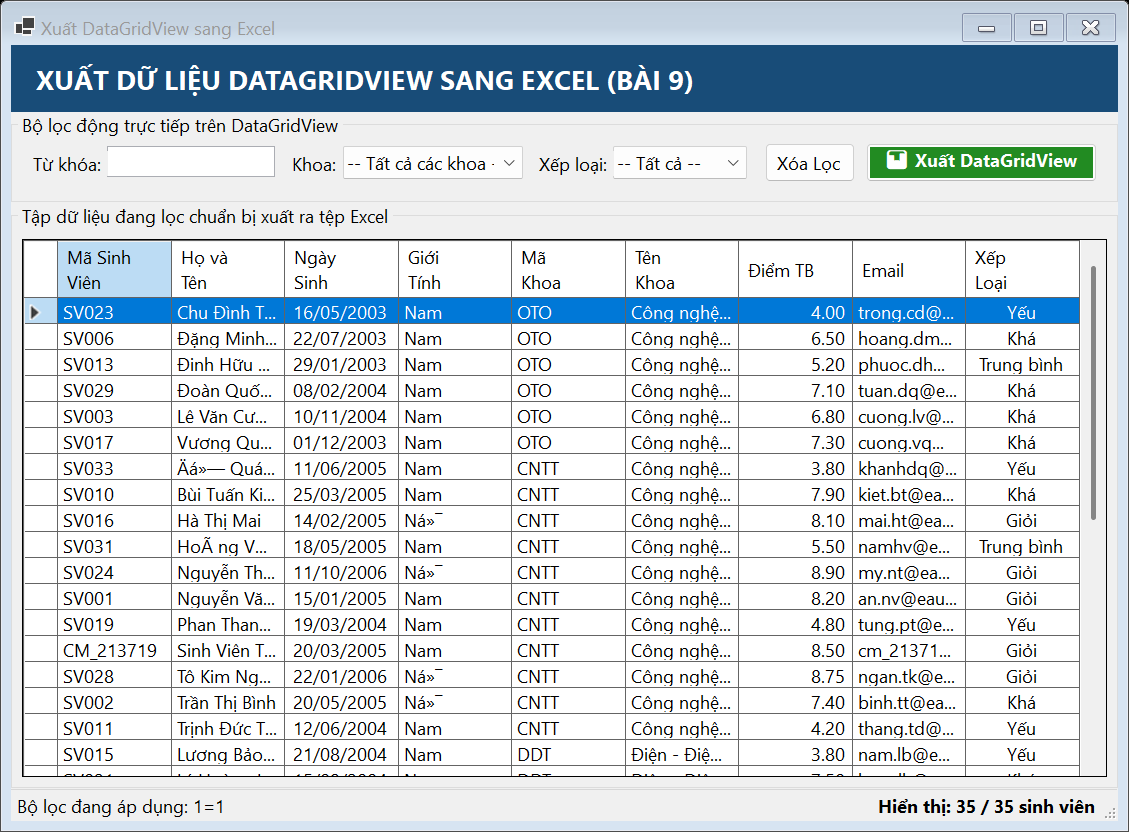 Xuất DataGridView sang Excel
XUẤT DỮ LIỆU DATAGRIDVIEW SANG EXCEL (BÀI 9)
Bộ lọc động trực tiếp trên DataGridView
Từ khóa: Khoa: -- Tất cả các khoa - Xếp loại: -- Tất cả -- Xóa Lọc Xuất DataGridView
Tập dữ liệu đang lọc chuẩn bị xuất ra tệp Excel
Mã Sinh Viên Họ và Tên Ngày Sinh Giới Tính Mã Khoa Tên Khoa Điểm TB Email Xếp Loại
SV023 Chu Đình T... 16/05/2003 Nam OTO Công nghệ... 4.00 trong.cd@... Yếu
SV006 Đặng Minh... 22/07/2003 Nam OTO Công nghệ... 6.50 hoang.dm... Khá
SV013 Đinh Hữu ... 29/01/2003 Nam OTO Công nghệ... 5.20 phuoc.dh... Trung bình
SV029 Đoàn Quố... 08/02/2004 Nam OTO Công nghệ... 7.10 tuan.dq@e... Khá
SV003 Lê Văn Cư... 10/11/2004 Nam OTO Công nghệ... 6.80 cuong.lv@... Khá
SV017 Vương Qu... 01/12/2003 Nam OTO Công nghệ... 7.30 cuong.vq... Khá
SV033 Äá»— Quá... 11/06/2005 Nam CNTT Công nghệ... 3.80 khanhdq@... Yếu
SV010 Bùi Tuấn Ki... 25/03/2005 Nam CNTT Công nghệ... 7.90 kiet.bt@ea... Khá
SV016 Hà Thị Mai 14/02/2005 Ná»¯ CNTT Công nghệ... 8.10 mai.ht@ea... Giỏi
SV031 HoÃ ng V... 18/05/2005 Nam CNTT Công nghệ... 5.50 namhv@e... Trung bình
SV024 Nguyễn Th... 11/10/2006 Ná»¯ CNTT Công nghệ... 8.90 my.nt@ea... Giỏi
SV001 Nguyễn Vă... 15/01/2005 Nam CNTT Công nghệ... 8.20 an.nv@eau... Giỏi
SV019 Phan Than... 19/03/2004 Nam CNTT Công nghệ... 4.80 tung.pt@e... Yếu
CM_213719 Sinh Viên T... 20/03/2005 Nam CNTT Công nghệ... 8.50 cm_21371... Giỏi
SV028 Tô Kim Ng... 22/01/2006 Ná»¯ CNTT Công nghệ... 8.75 ngan.tk@e... Giỏi
SV002 Trần Thị Bình 20/05/2005 Ná»¯ CNTT Công nghệ... 7.40 binh.tt@ea... Khá
SV011 Trịnh Đức T... 12/06/2004 Nam CNTT Công nghệ... 4.20 thang.td@... Yếu
SV015 Lương Bảo... 21/08/2004 Nam DDT Điện - Điệ... 3.80 nam.lb@e... Yếu
Bộ lọc đang áp dụng: 1=1 Hiển thị: 35 / 35 sinh viên